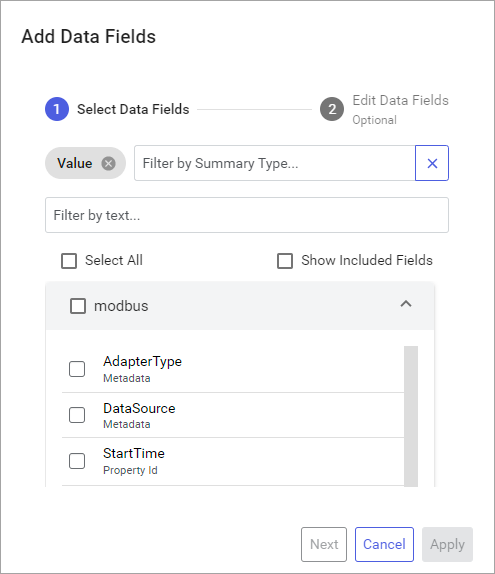 Add Data Fields
1 Select Data Fields
2 Edit Data Fields
Optional
Value
Filter by Summary Type...
Filter by text...
Select All
Show Included Fields
modbus
AdapterType
Metadata
DataSource
Metadata
StartTime
Property Id
Next
Cancel
Apply